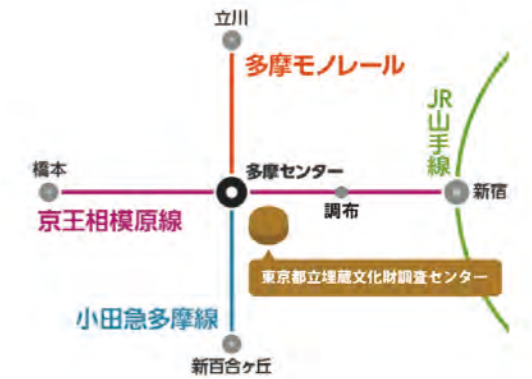 立川
多摩モノレール
JR山手線
橋本
多摩センター
新宿
調布
京王相模原線
東京都立埋蔵文化財調査センター
小田急多摩線
新百合ヶ丘